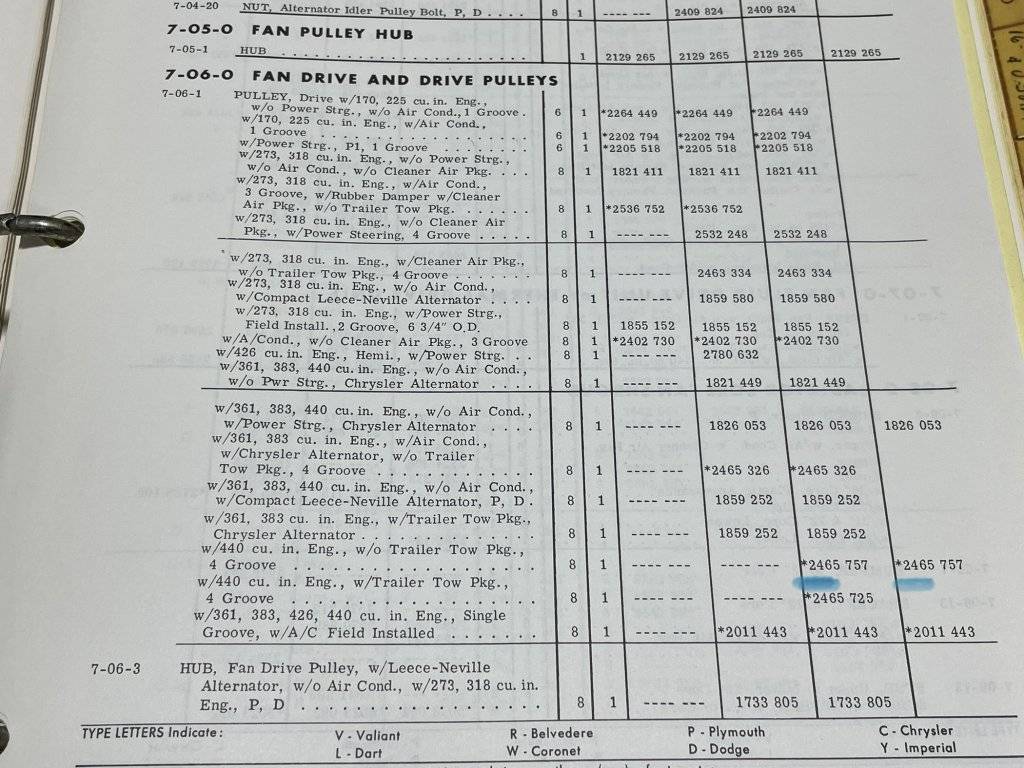 7-04-20 NUT, Alternator Idler Pulley Bolt, P, D . . . . 8 1 ---- --- 2409 824 2409 824
7-05-0 FAN PULLEY HUB
7-05-1 HUB . . . . . . . . . . . . . . . . . . . . . . . . 1 2129 265 2129 265 2129 265 2129 265
7-06-0 FAN DRIVE AND DRIVE PULLEYS
7-06-1 PULLEY, Drive w/170, 225 cu. in. Eng.,
w/o Power Strg., w/o Air Cond., 1 Groove . 6 1 *2264 449 *2264 449 *2264 449
w/170, 225 cu. in. Eng., w/Air Cond.,
1 Groove . . . . . . . . . . . . . . . . . . . . 6 1 *2202 794 *2202 794 *2202 794
w/Power Strg., P1, 1 Groove . . . . . . . . 6 1 *2205 518 *2205 518 *2205 518
w/273, 318 cu. in. Eng., w/o Power Strg.,
w/o Air Cond., w/o Cleaner Air Pkg. . . . . 8 1 1821 411 1821 411 1821 411
w/273, 318 cu. in. Eng., w/Air Cond.,
3 Groove, w/Rubber Damper w/Cleaner
Air Pkg., w/o Trailer Tow Pkg. . . . . . . 8 1 *2536 752 *2536 752
w/273, 318 cu. in. Eng., w/o Cleaner Air
Pkg., w/Power Steering, 4 Groove . . . . . 8 1 ---- --- 2532 248 2532 248
w/273, 318 cu. in. Eng., w/Cleaner Air Pkg.,
w/o Trailer Tow Pkg., 4 Groove . . . . . . . 8 1 ---- --- 2463 334 2463 334
w/273, 318 cu. in. Eng., w/o Air Cond.,
w/Compact Leece-Neville Alternator . . . . 8 1 ---- --- 1859 580 1859 580
w/273, 318 cu. in. Eng., w/Power Strg.,
Field Install., 2 Groove, 6 3/4" O.D. 8 1 1855 152 1855 152 1855 152
w/A/Cond., w/o Cleaner Air Pkg., 3 Groove 8 1 *2402 730 *2402 730 *2402 730
w/426 cu. in. Eng., Hemi., w/Power Strg. . . 8 1 ---- --- 2780 632
w/361, 383, 440 cu. in. Eng., w/o Air Cond.,
w/o Pwr Strg., Chrysler Alternator . . . . 8 1 ---- --- 1821 449 1821 449
w/361, 383, 440 cu. in. Eng., w/o Air Cond.,
w/Power Strg., Chrysler Alternator . . . . 8 1 ---- --- 1826 053 1826 053 1826 053
w/361, 383 cu. in. Eng., w/Air Cond.,
w/Chrysler Alternator, w/o Trailer
Tow Pkg., 4 Groove . . . . . . . . . . . . 8 1 ---- --- *2465 326 *2465 326
w/361, 383, 440 cu. in. Eng., w/o Air Cond.,
w/Compact Leece-Neville Alternator, P, D . 8 1 ---- --- 1859 252 1859 252
w/361, 383 cu. in. Eng., w/Trailer Tow Pkg.,
Chrysler Alternator . . . . . . . . . . . . . 8 1 ---- --- 1859 252 1859 252
w/440 cu. in. Eng., w/o Trailer Tow Pkg.,
4 Groove . . . . . . . . . . . . . . . . . . . 8 1 ---- --- ---- --- *2465 757 *2465 757
w/440 cu. in. Eng., w/Trailer Tow Pkg.,
4 Groove . . . . . . . . . . . . . . . . . . . 8 1 ---- --- ---- --- *2465 725
w/361, 383, 426, 440 cu. in. Eng., Single
Groove, w/A/C Field Installed . . . . . . . 8 1 ---- --- *2011 443 *2011 443 *2011 443
7-06-3 HUB, Fan Drive Pulley, w/Leece-Neville
Alternator, w/o Air Cond., w/273, 318 cu. in.
Eng., P, D . . . . . . . . . . . . . . . . . . 8 1 ---- --- 1733 805 1733 805
TYPE LETTERS Indicate: V - Valiant R - Belvedere P - Plymouth C - Chrysler
L - Dart W - Coronet D - Dodge Y - Imperial